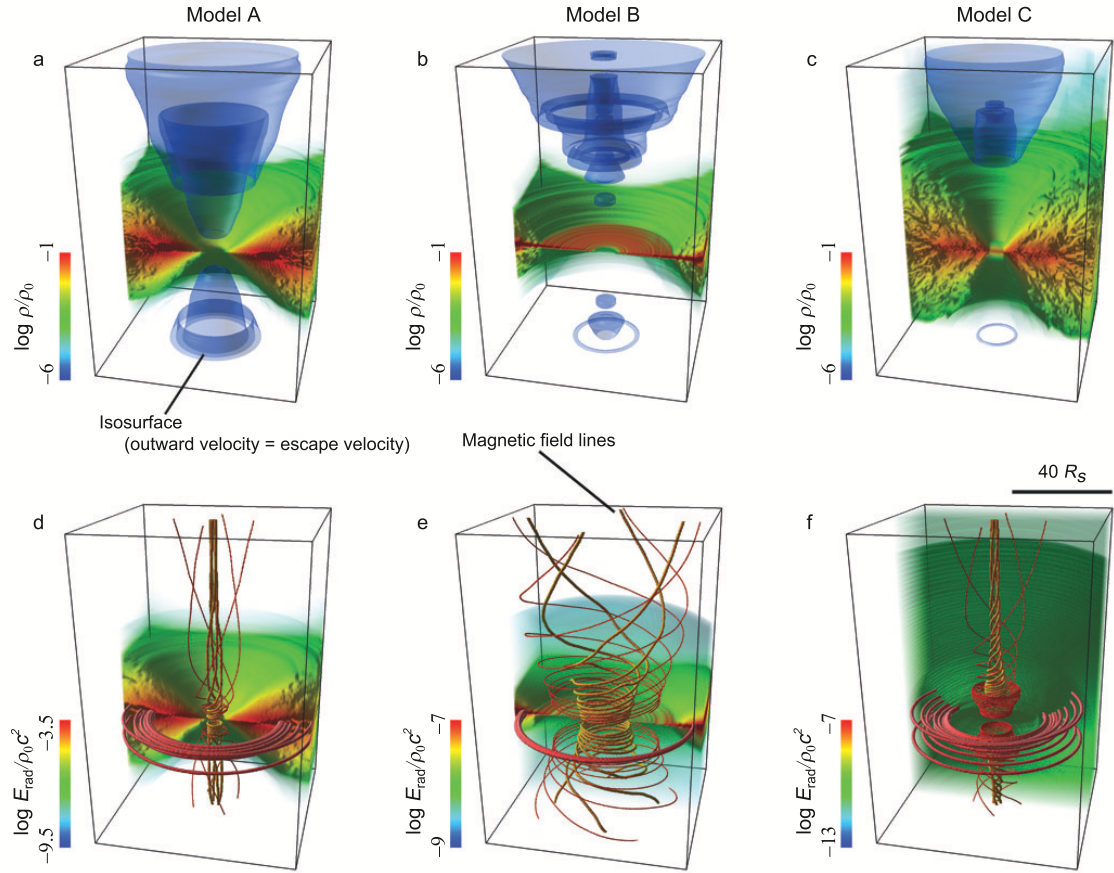 Model A
Model B
Model C
a
b
c
−1
log ρ/ρ0
−6
−1
log ρ/ρ0
−6
−1
log ρ/ρ0
−6
Isosurface
(outward velocity = escape velocity)
Magnetic field lines
40 Rs
d
e
f
−3.5
log Erad/ρ0c²
−9.5
−7
log Erad/ρ0c²
−9
−7
log Erad/ρ0c²
−13